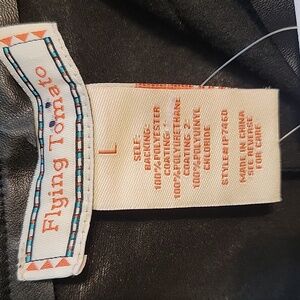 Flying Tomato
L
SELF:
BACKING:
100%POLYESTER
COATING 1:
100%POLYURETHANE
COATING 2:
100%POLYVINYL
CHLORIDE
STYLE#IP7460
MADE IN CHINA
SEE REVERSE
FOR CARE